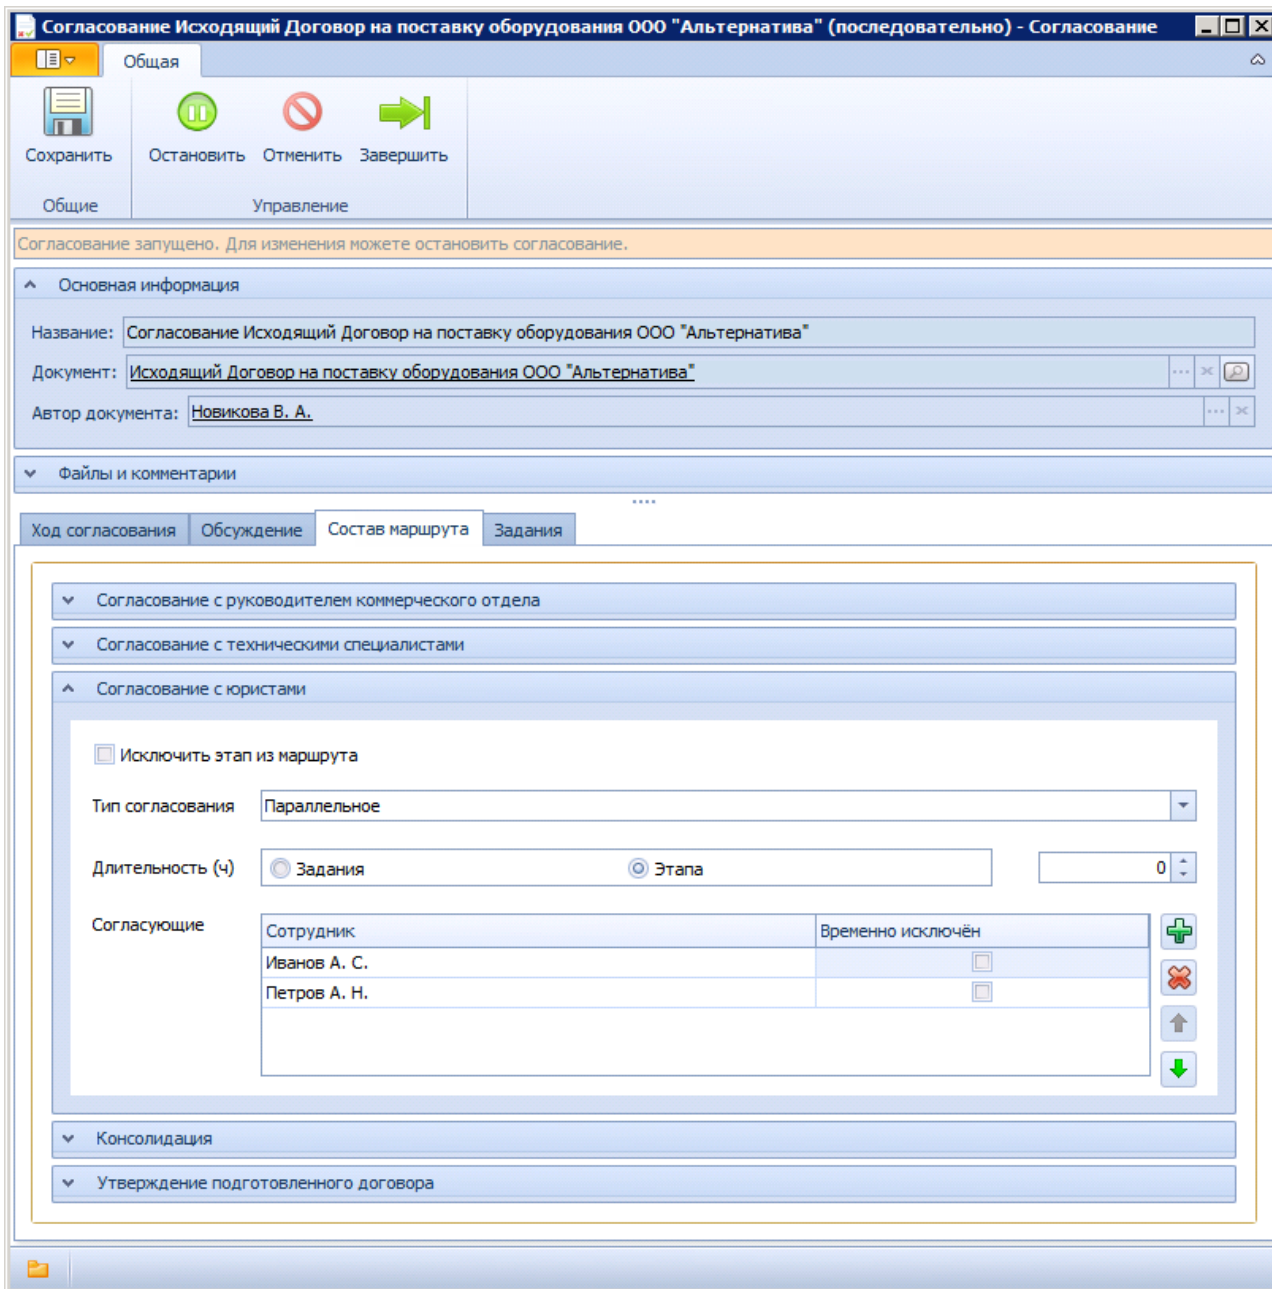 Согласование Исходящий Договор на поставку оборудования ООО "Альтернатива" (последовательно) - Согласование
Общая
Сохранить
Остановить
Отменить
Завершить
Общие
Управление
Согласование запущено. Для изменения можете остановить согласование.
Основная информация
Название: Согласование Исходящий Договор на поставку оборудования ООО "Альтернатива"
Документ: Исходящий Договор на поставку оборудования ООО "Альтернатива"
Автор документа: Новикова В. А.
Файлы и комментарии
Ход согласования Обсуждение Состав маршрута Задания
Согласование с руководителем коммерческого отдела
Согласование с техническими специалистами
Согласование с юристами
Исключить этап из маршрута
Тип согласования Параллельное
Длительность (ч) Задания Этапа 0
Согласующие Сотрудник Временно исключён
Иванов А. С.
Петров А. Н.
Консолидация
Утверждение подготовленного договора